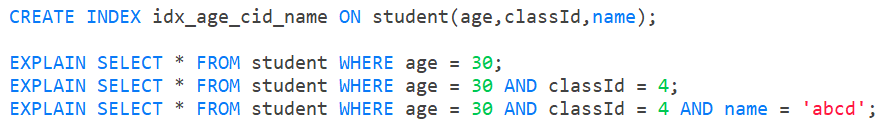 CREATE INDEX idx_age_cid_name ON student(age,classId,name);
EXPLAIN SELECT * FROM student WHERE age = 30;
EXPLAIN SELECT * FROM student WHERE age = 30 AND classId = 4;
EXPLAIN SELECT * FROM student WHERE age = 30 AND classId = 4 AND name = 'abcd';